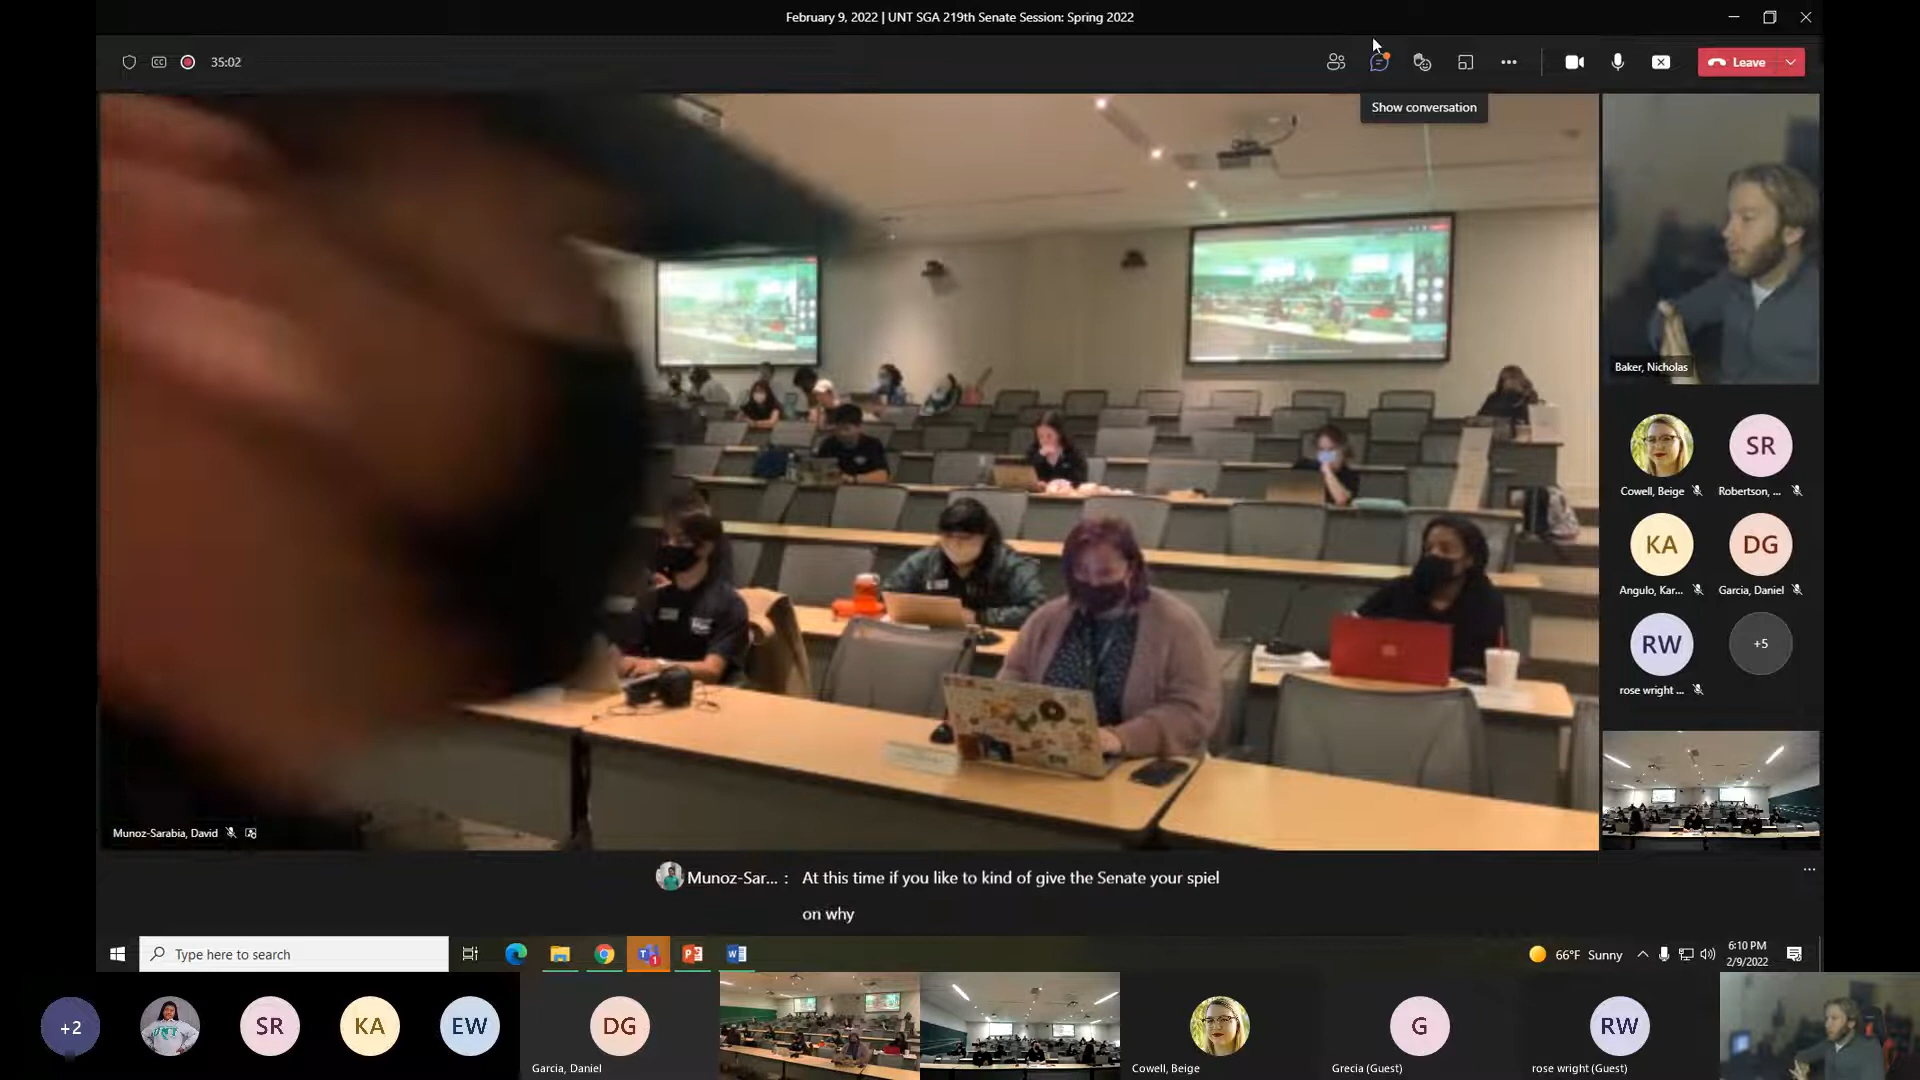 February 9, 2022 | UNT SGA 219th Senate Session: Spring 2022
CC
35:02
Leave
Show conversation
Baker, Nicholas
SR
Cowell, Beige
Robertson, ...
KA
DG
Angulo, Kar...
Garcia, Daniel
RW
+5
rose wright ...
Munoz-Sarabia, David
Munoz-Sar... : At this time if you like to kind of give the Senate your spiel
on why
Type here to search
66°F Sunny
6:10 PM
2/9/2022
+2
UNT
SR
KA
EW
DG
G
RW
Garcia, Daniel
Cowell, Beige
Grecia (Guest)
rose wright (Guest)